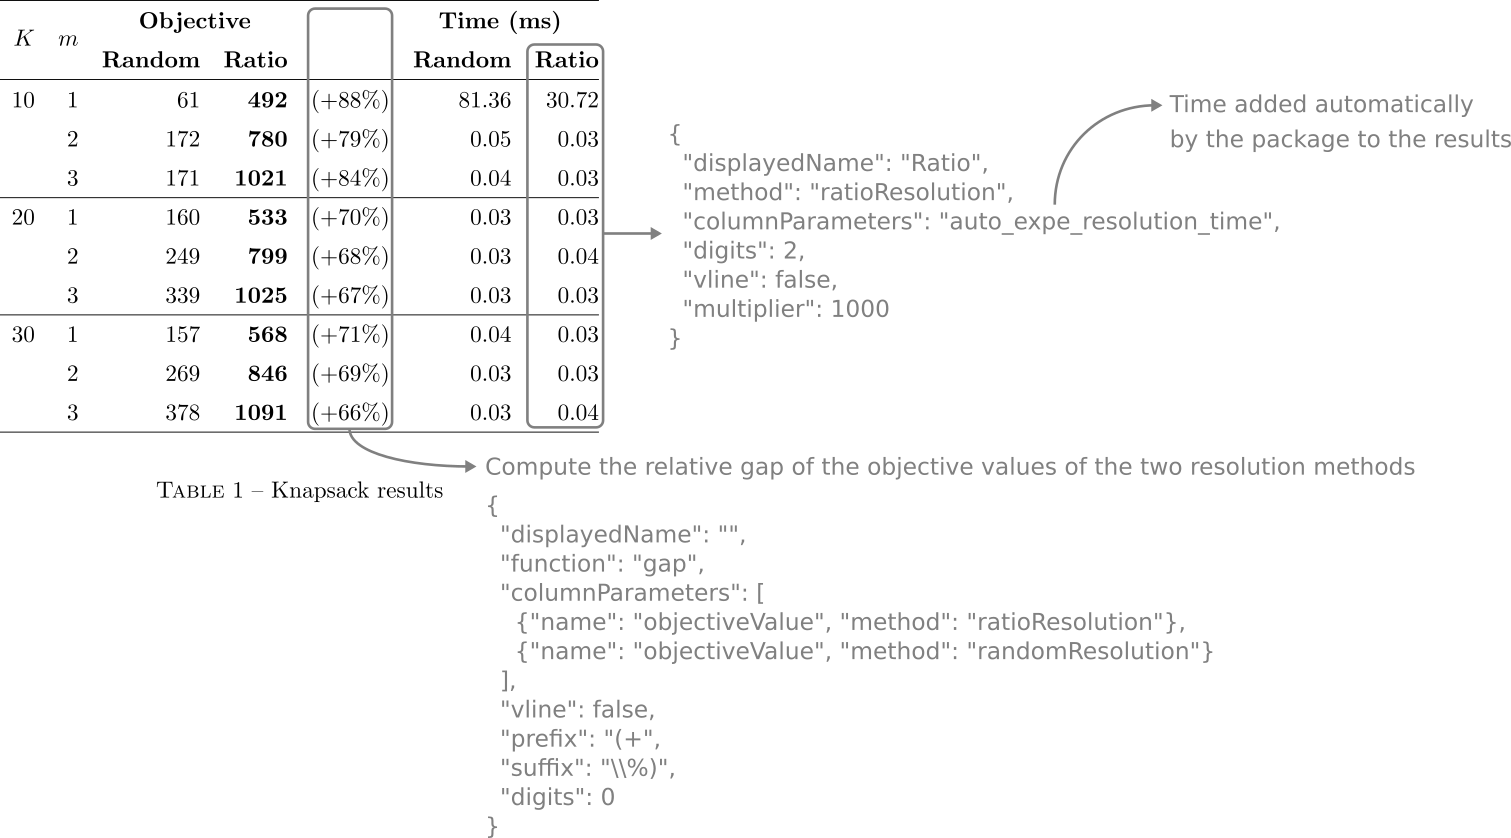 K m Objective Time (ms)
Random Ratio Random Ratio
10 1 61 492 (+88%) 81.36 30.72
2 172 780 (+79%) 0.05 0.03
3 171 1021 (+84%) 0.04 0.03
20 1 160 533 (+70%) 0.03 0.03
2 249 799 (+68%) 0.03 0.04
3 339 1025 (+67%) 0.03 0.03
30 1 157 568 (+71%) 0.04 0.03
2 269 846 (+69%) 0.03 0.03
3 378 1091 (+66%) 0.03 0.04
TABLE 1 – Knapsack results
Time added automatically
by the package to the results
{
"displayedName": "Ratio",
"method": "ratioResolution",
"columnParameters": "auto_expe_resolution_time",
"digits": 2,
"vline": false,
"multiplier": 1000
}
Compute the relative gap of the objective values of the two resolution methods
{
"displayedName": "",
"function": "gap",
"columnParameters": [
{"name": "objectiveValue", "method": "ratioResolution"},
{"name": "objectiveValue", "method": "randomResolution"}
],
"vline": false,
"prefix": "(+",
"suffix": "\\%)",
"digits": 0
}